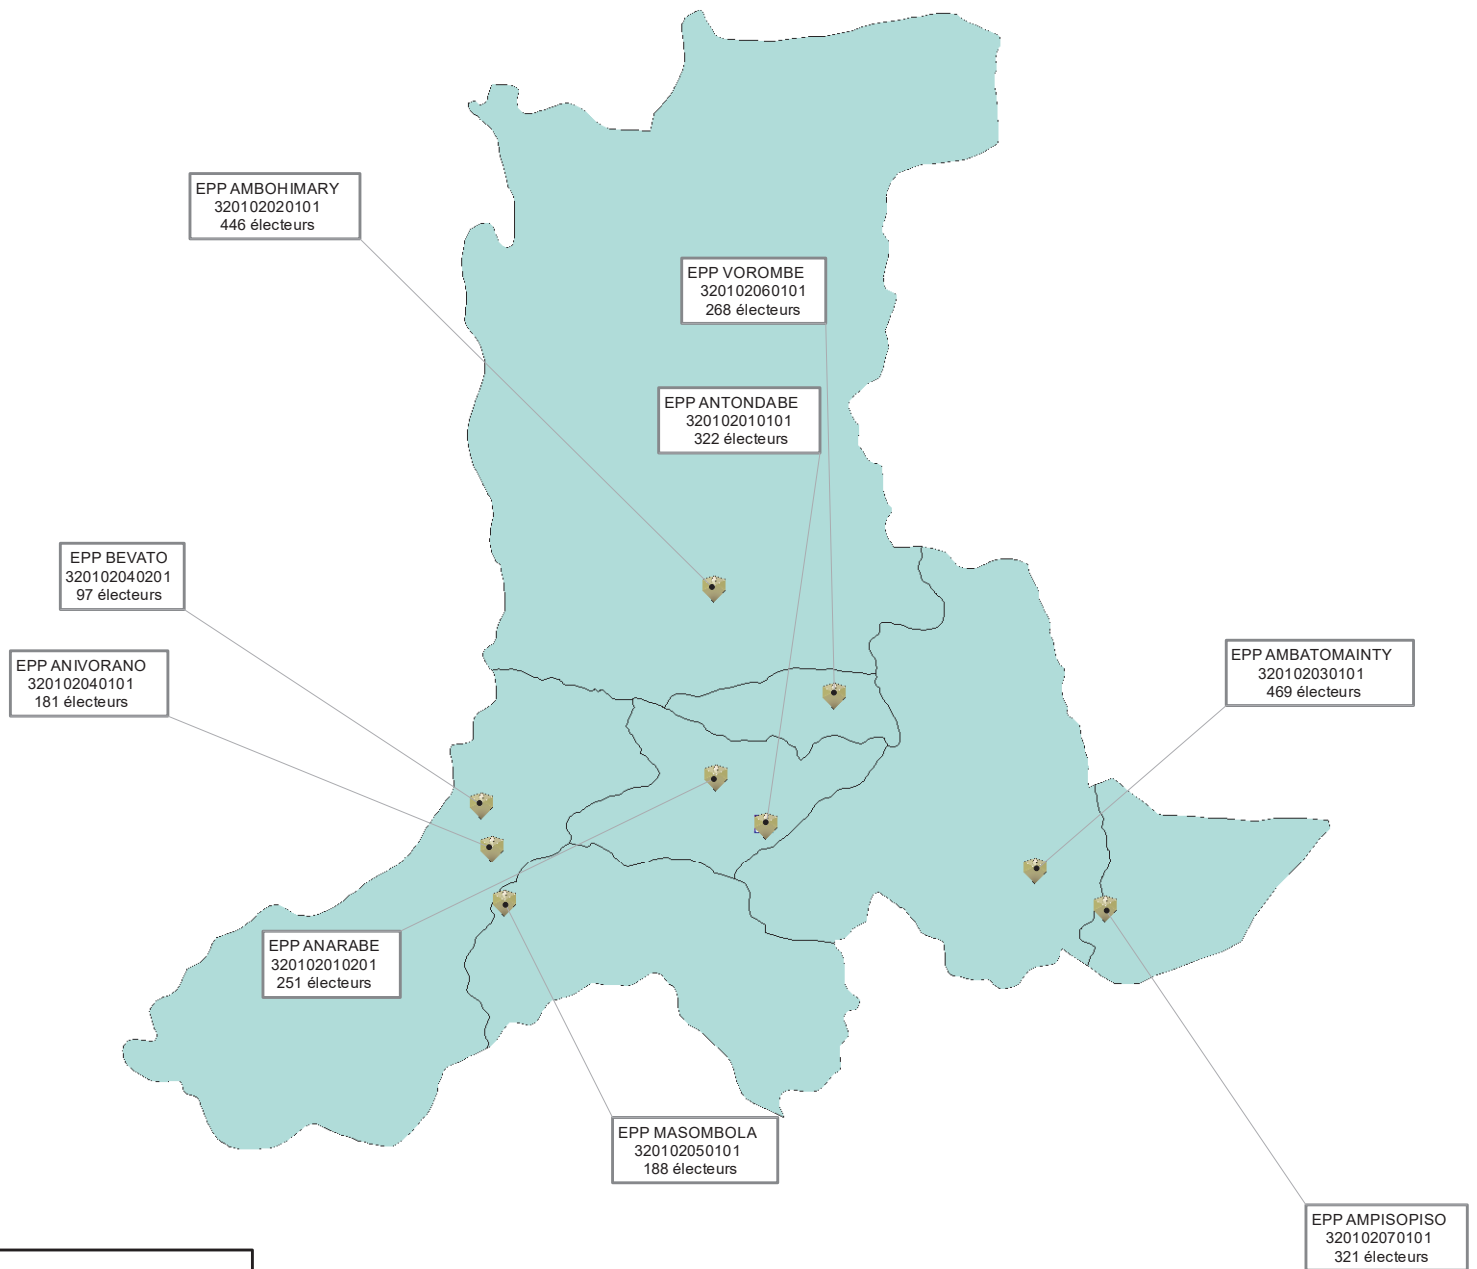 EPP AMBOHIMARY
320102020101
446 électeurs
EPP VOROMBE
320102060101
268 électeurs
EPP ANTONDABE
320102010101
322 électeurs
EPP BEVATO
320102040201
97 électeurs
EPP ANIVORANO
320102040101
181 électeurs
EPP AMBATOMAINTY
320102030101
469 électeurs
EPP ANARABE
320102010201
251 électeurs
EPP MASOMBOLA
320102050101
188 électeurs
EPP AMPISOPISO
320102070101
321 électeurs